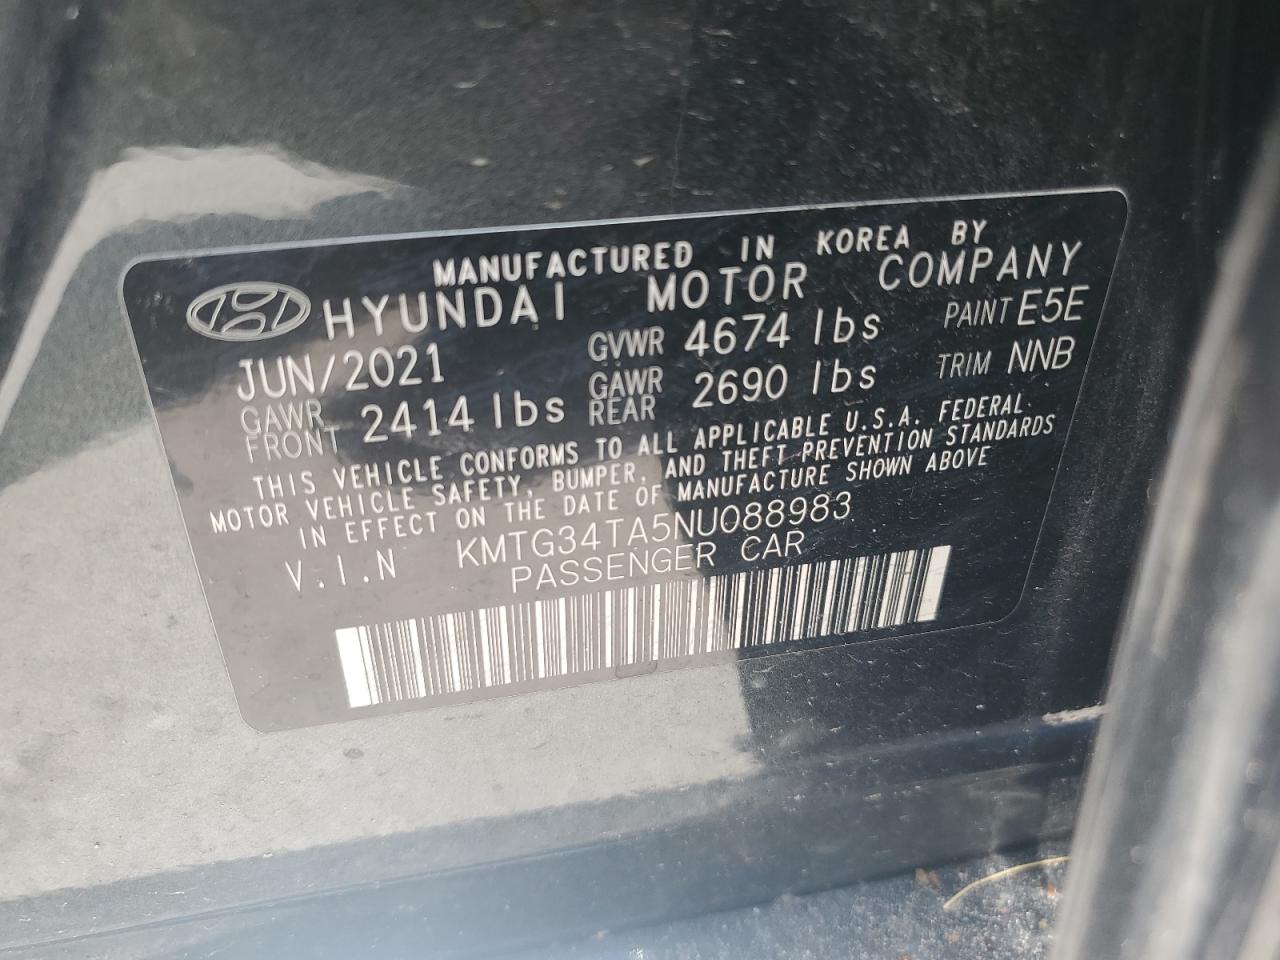 MANUFACTURED IN KOREA BY
HYUNDAI MOTOR COMPANY
JUN/2021 GVWR 4674 lbs PAINT E5E
GAWR FRONT 2414 lbs GAWR REAR 2690 lbs TRIM NNB
THIS VEHICLE CONFORMS TO ALL APPLICABLE U.S.A. FEDERAL
MOTOR VEHICLE SAFETY, BUMPER, AND THEFT PREVENTION STANDARDS
IN EFFECT ON THE DATE OF MANUFACTURE SHOWN ABOVE
V.I.N KMTG34TA5NU088983
PASSENGER CAR